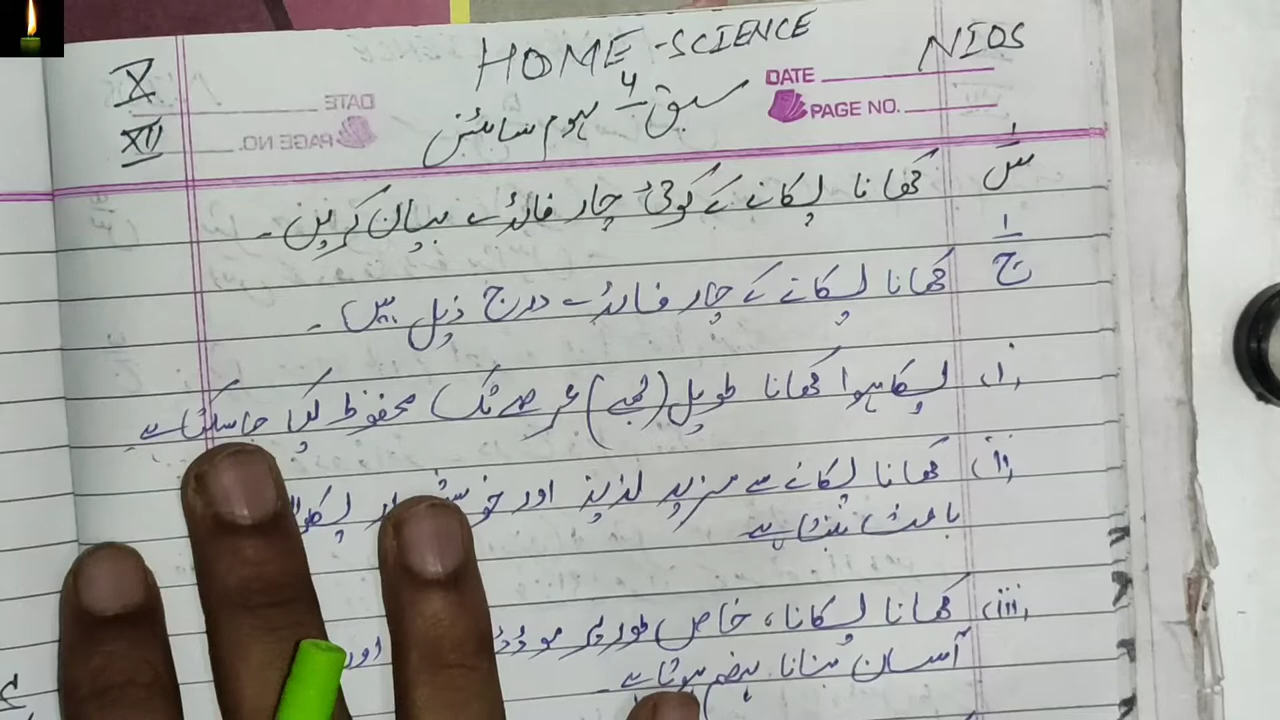 HOME-SCIENCE
NIOS
X
XII
DATE
PAGE NO.
سبق 4 ہوم سائنس
س1 کھانا پکانے کے کوئی چار فائدے بیان کریں۔
ج1 کھانا پکانے کے چار فائدے درج ذیل ہیں۔
(i) پکا ہوا کھانا طویل (لمبے) عرصے تک محفوظ کیا جا سکتا ہے
(ii) کھانا پکانے سے مزید لذیذ اور
باعث بنتا ہے
(iii) کھانا پکانا، خاص طور پر اور
آسان بنانا ہضم ہوتا ہے۔